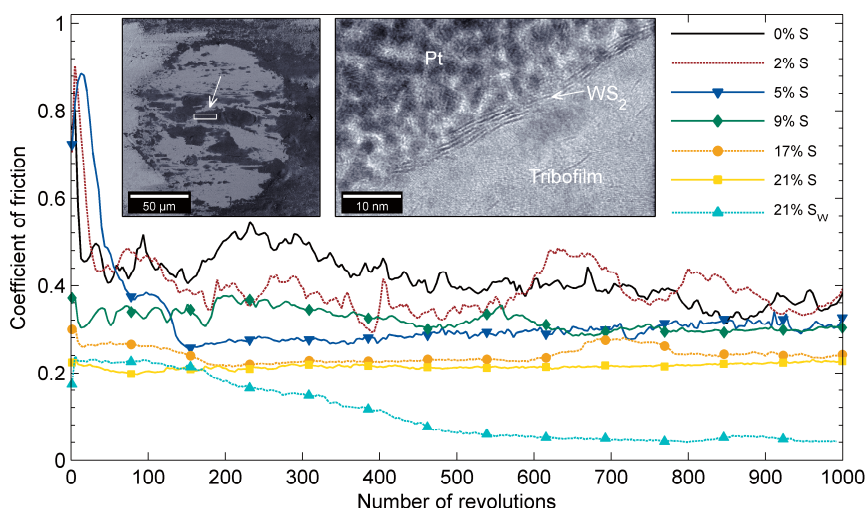 Coefficient of friction
1
0.8
0.6
0.4
0.2
0
0
100
200
300
400
500
600
700
800
900
1000
Number of revolutions
50 µm
Pt
WS2
Tribofilm
10 nm
0% S
2% S
5% S
9% S
17% S
21% S
21% SW